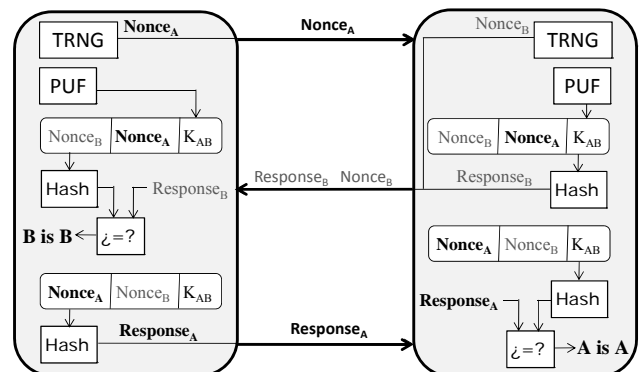 Nonce_A
TRNG
PUF
Nonce_B Nonce_A K_AB
Hash
Response_B
B is B
¿=?
Nonce_A Nonce_B K_AB
Hash
Response_A
Nonce_A
Response_B Nonce_B
Response_A
Nonce_B
TRNG
PUF
Nonce_B Nonce_A K_AB
Response_B
Hash
Nonce_A Nonce_B K_AB
Response_A
Hash
¿=?
A is A